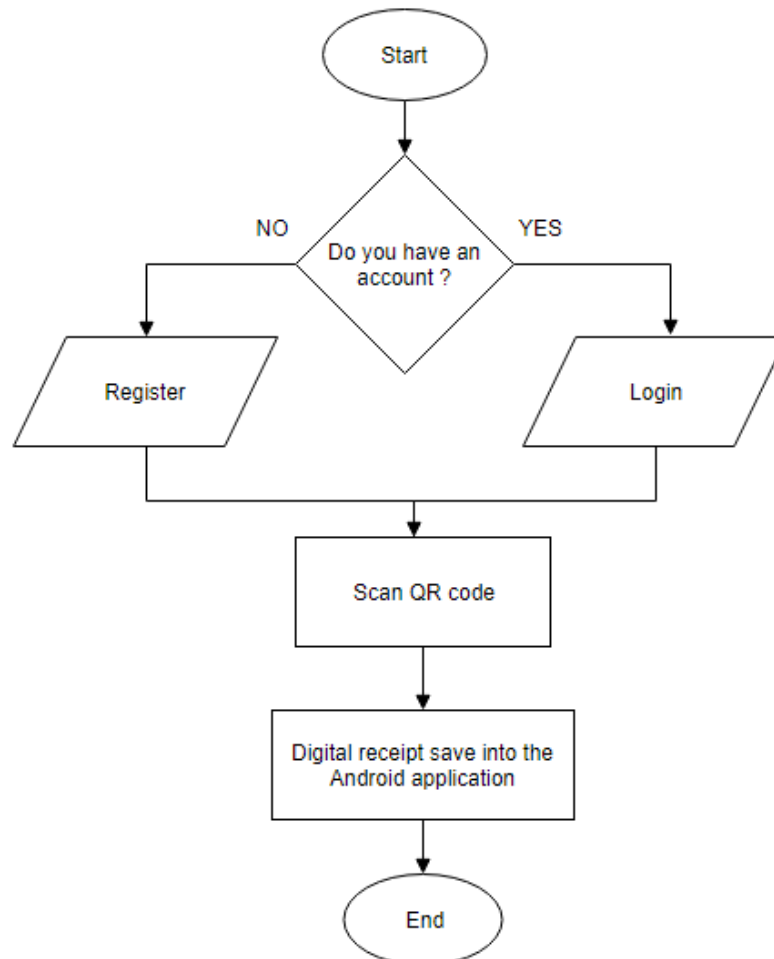 Start
NO
YES
Do you have an
account ?
Register
Login
Scan QR code
Digital receipt save into the
Android application
End